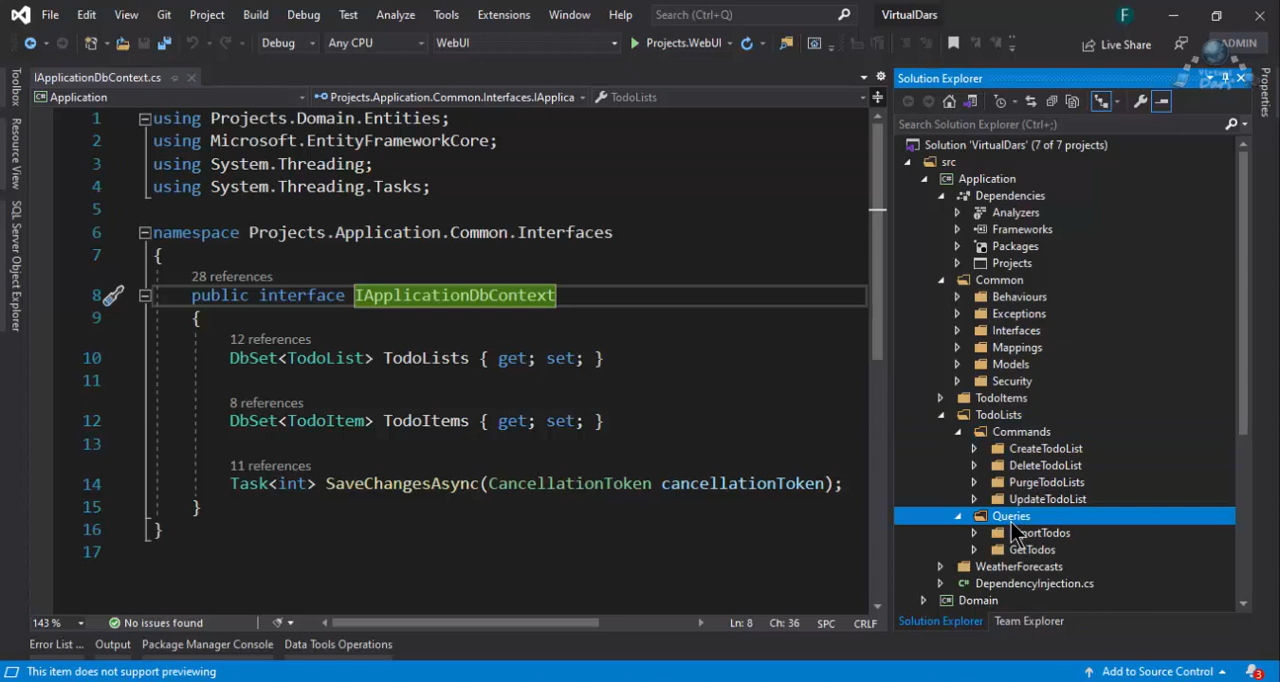 File Edit View Git Project Build Debug Test Analyze Tools Extensions Window Help Search (Ctrl+Q) VirtualDars F
Debug Any CPU WebUI Projects.WebUI Live Share ADMIN
Virtual Dars
Toolbox
Resource View
SQL Server Object Explorer
IApplicationDbContext.cs
Application Projects.Application.Common.Interfaces.IApplica TodoLists
1 using Projects.Domain.Entities;
2 using Microsoft.EntityFrameworkCore;
3 using System.Threading;
4 using System.Threading.Tasks;
5
6 namespace Projects.Application.Common.Interfaces
7 {
28 references
8 public interface IApplicationDbContext
9 {
12 references
10 DbSet<TodoList> TodoLists { get; set; }
11
8 references
12 DbSet<TodoItem> TodoItems { get; set; }
13
11 references
14 Task<int> SaveChangesAsync(CancellationToken cancellationToken);
15 }
16 }
17
143 % No issues found Ln: 8 Ch: 36 SPC CRLF
Error List ... Output Package Manager Console Data Tools Operations
Solution Explorer
Search Solution Explorer (Ctrl+;)
Solution 'VirtualDars' (7 of 7 projects)
src
Application
Dependencies
Analyzers
Frameworks
Packages
Projects
Common
Behaviours
Exceptions
Interfaces
Mappings
Models
Security
TodoItems
TodoLists
Commands
CreateTodoList
DeleteTodoList
PurgeTodoLists
UpdateTodoList
Queries
GetTodos
WeatherForecasts
DependencyInjection.cs
Domain
Solution Explorer Team Explorer
Properties
This item does not support previewing Add to Source Control 3